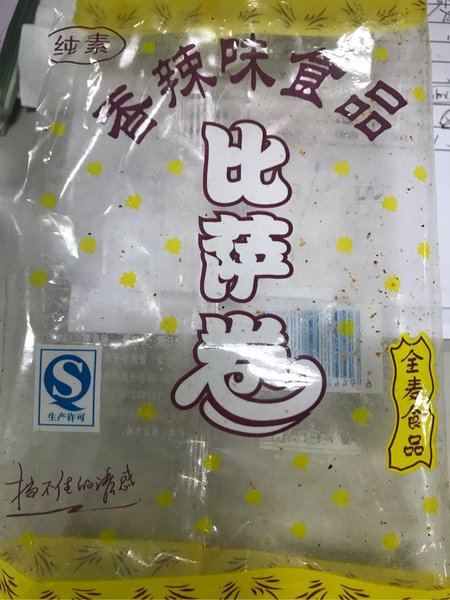 纯素
香辣味食品
比萨卷
全麦食品
生产许可
挡不住的诱惑